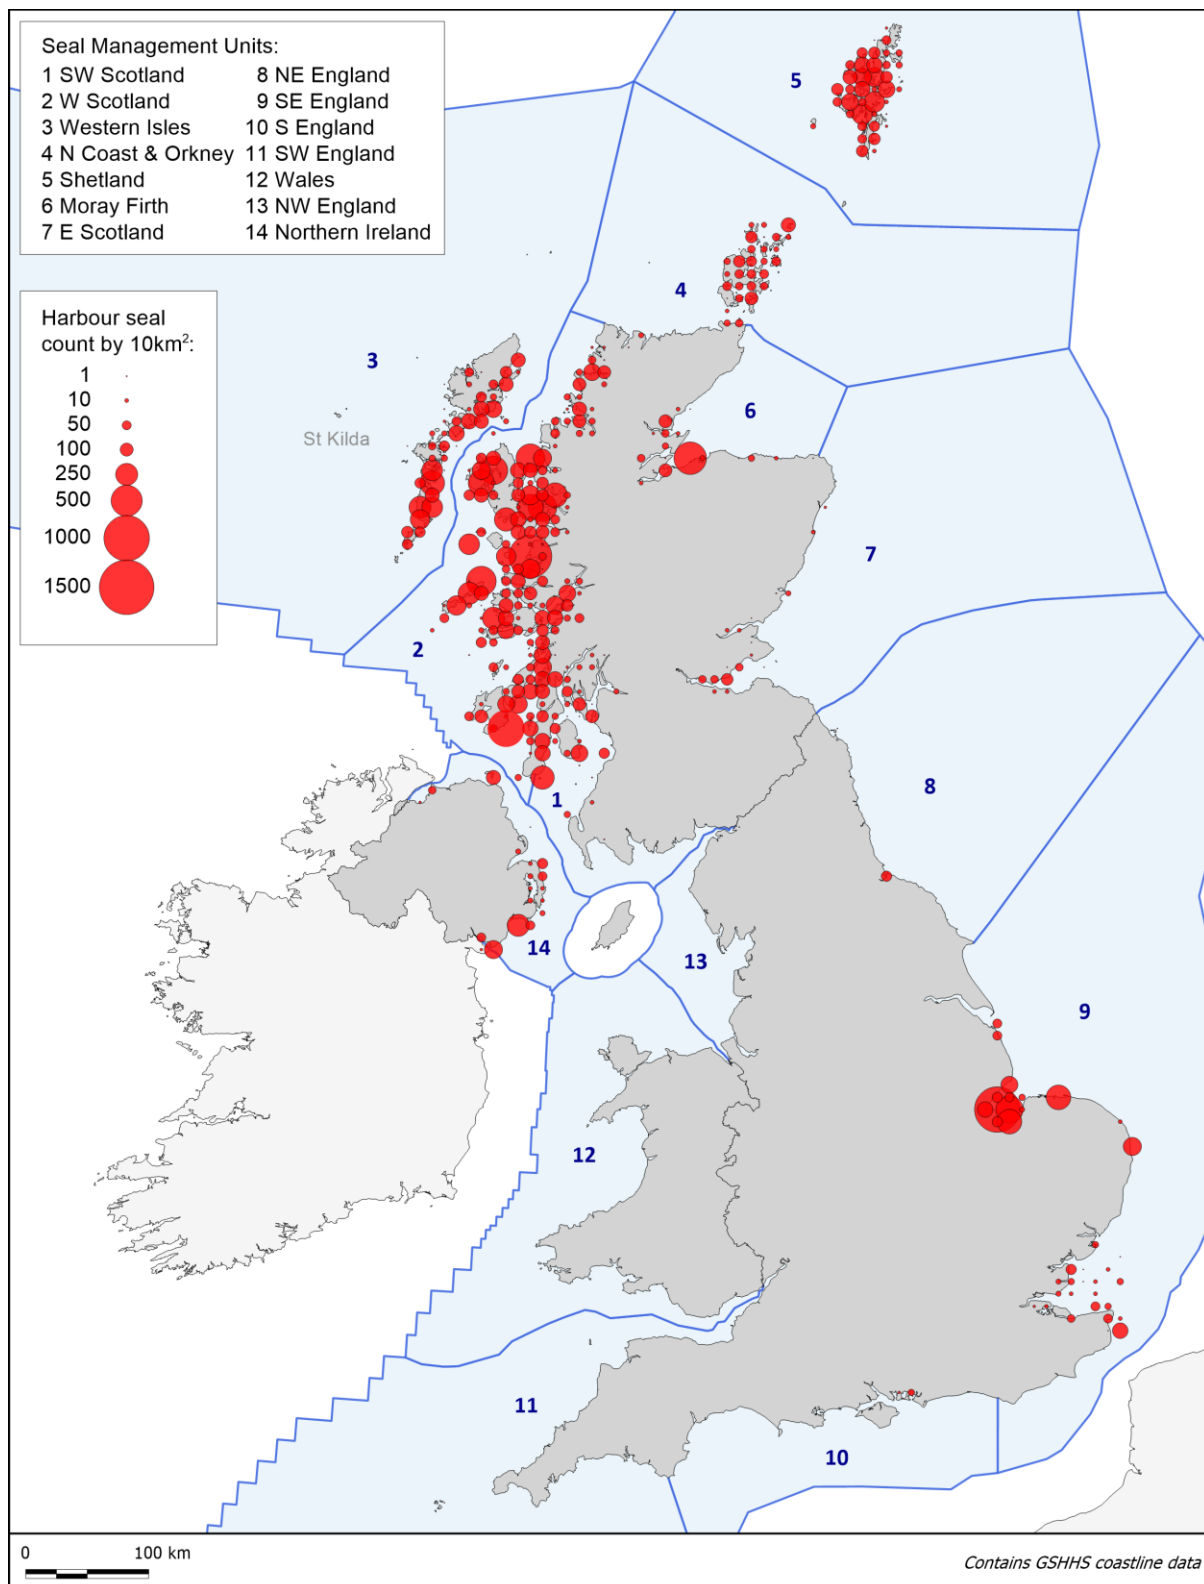 Seal Management Units:
1 SW Scotland 8 NE England
2 W Scotland 9 SE England
3 Western Isles 10 S England
4 N Coast & Orkney 11 SW England
5 Shetland 12 Wales
6 Moray Firth 13 NW England
7 E Scotland 14 Northern Ireland
Harbour seal
count by 10km²:
1
10
50
100
250
500
1000
1500
5
4
3
St Kilda
6
7
2
1
8
14
13
9
12
11
10
0 100 km
Contains GSHHS coastline data